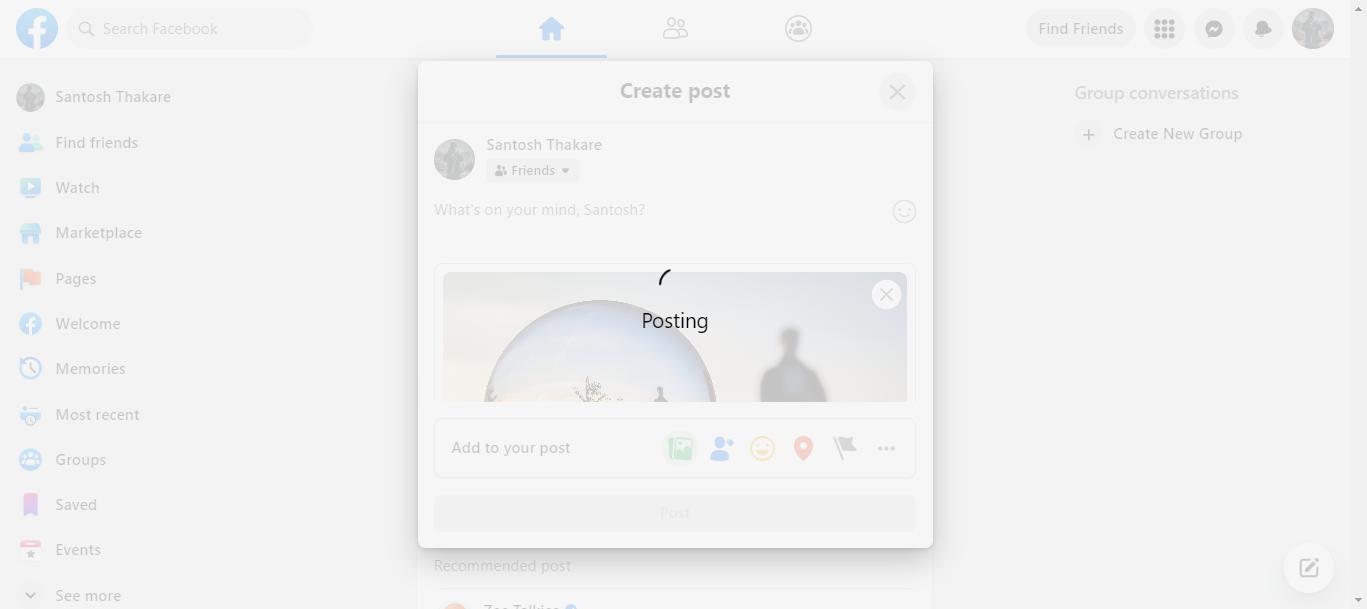 Search Facebook
Find Friends
Santosh Thakare
Find friends
Watch
Marketplace
Pages
Welcome
Memories
Most recent
Groups
Saved
Events
See more
Create post
Santosh Thakare
Friends
What's on your mind, Santosh?
Posting
Add to your post
Post
Recommended post
Group conversations
Create New Group